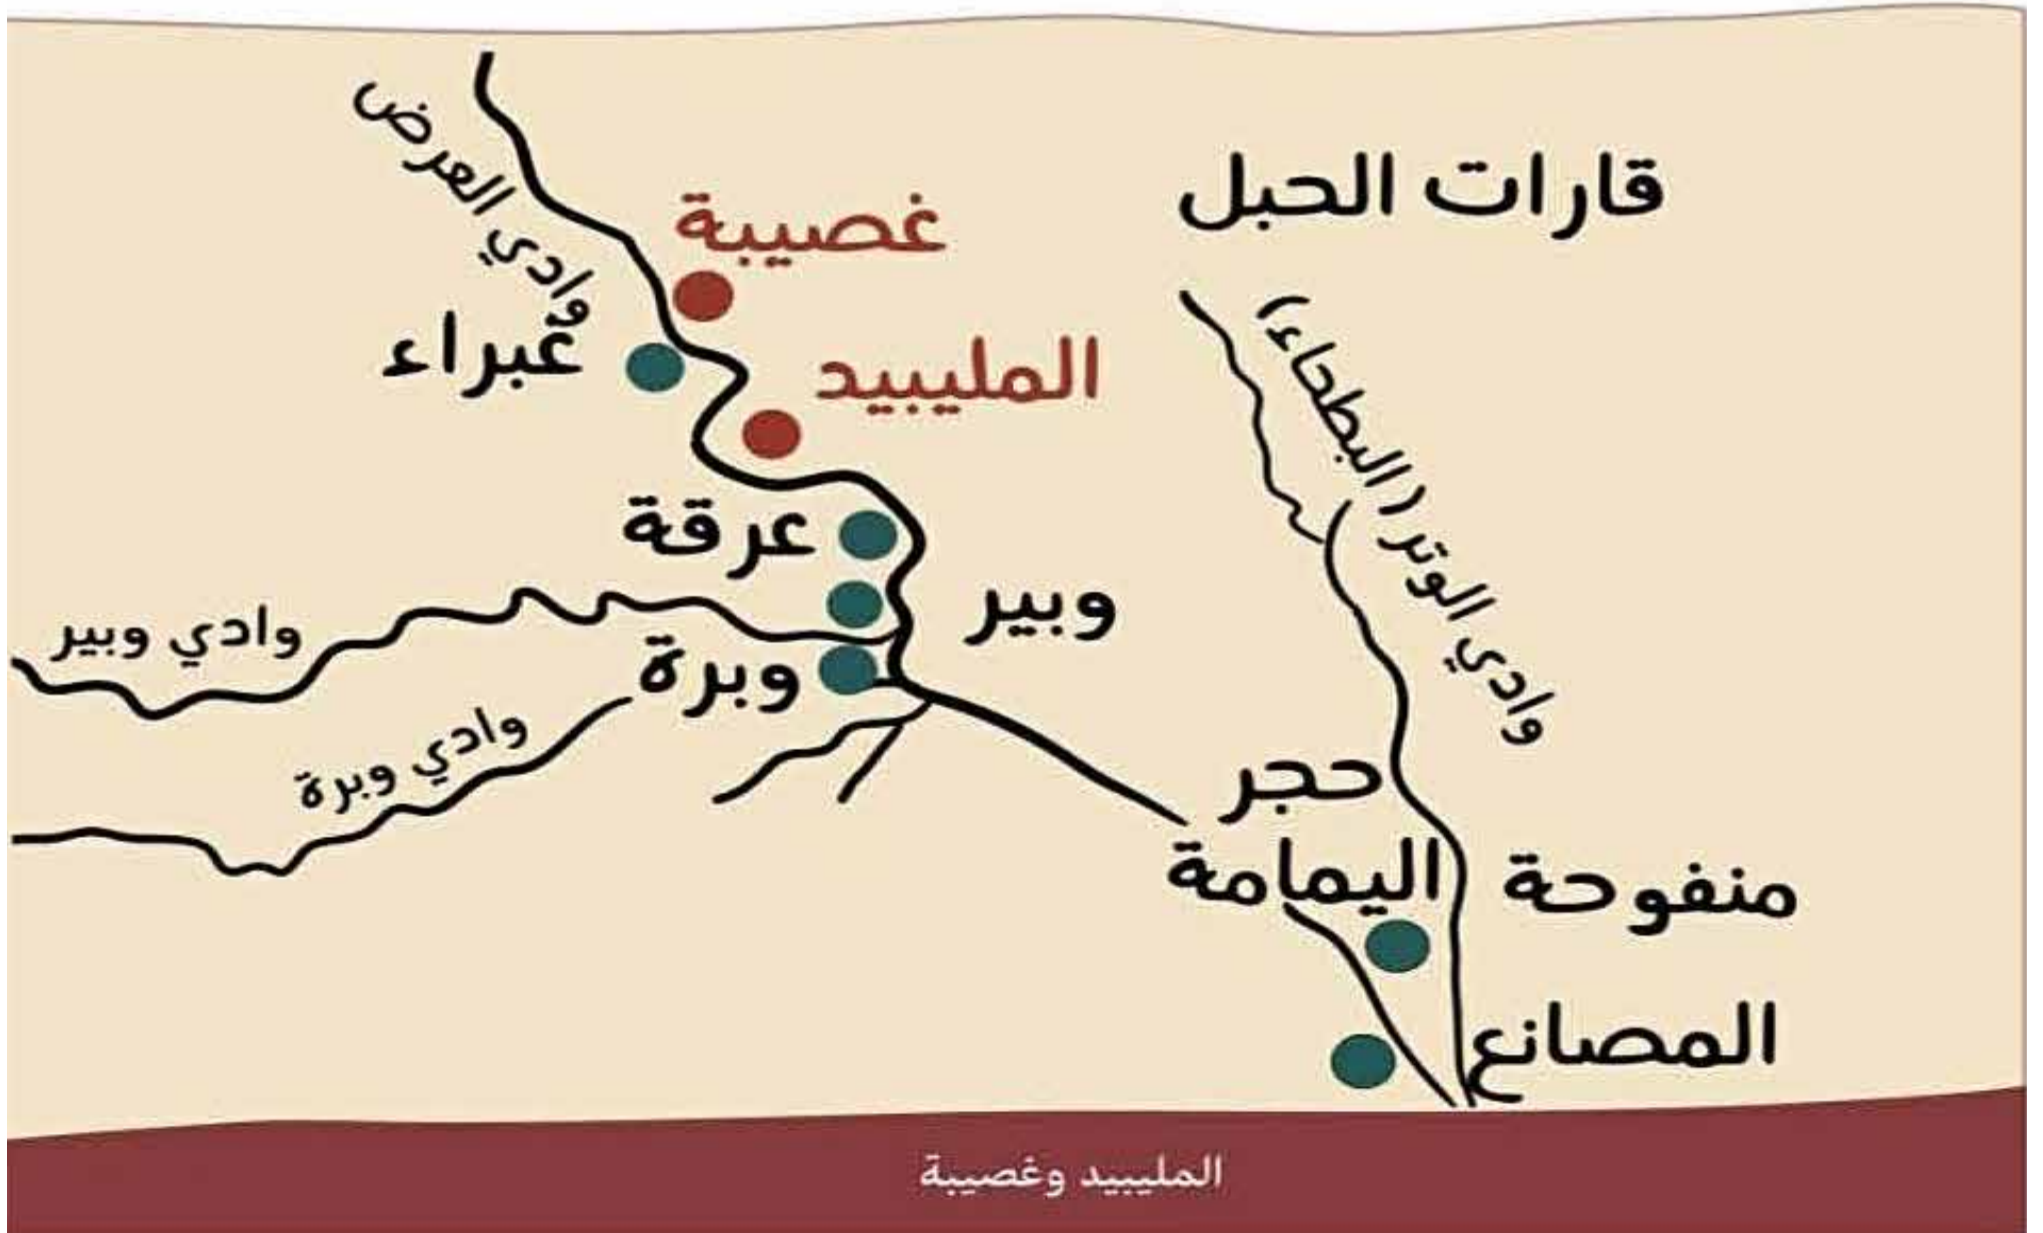 قارات الحبل
وادي العرض
غصيبة
غبراء
المليبيد
وادي الوتر (البطحاء)
عرقة
وبير
وادي وبير
وبرة
وادي وبرة
حجر
اليمامة
منفوحة
المصانع
المليبيد وغصيبة